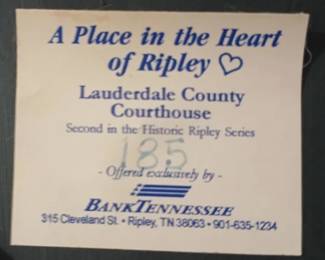 A Place in the Heart
of Ripley ♡
Lauderdale County
Courthouse
Second in the Historic Ripley Series
185
- Offered exclusively by -
BANKTENNESSEE
315 Cleveland St. • Ripley, TN 38063 • 901-635-1234